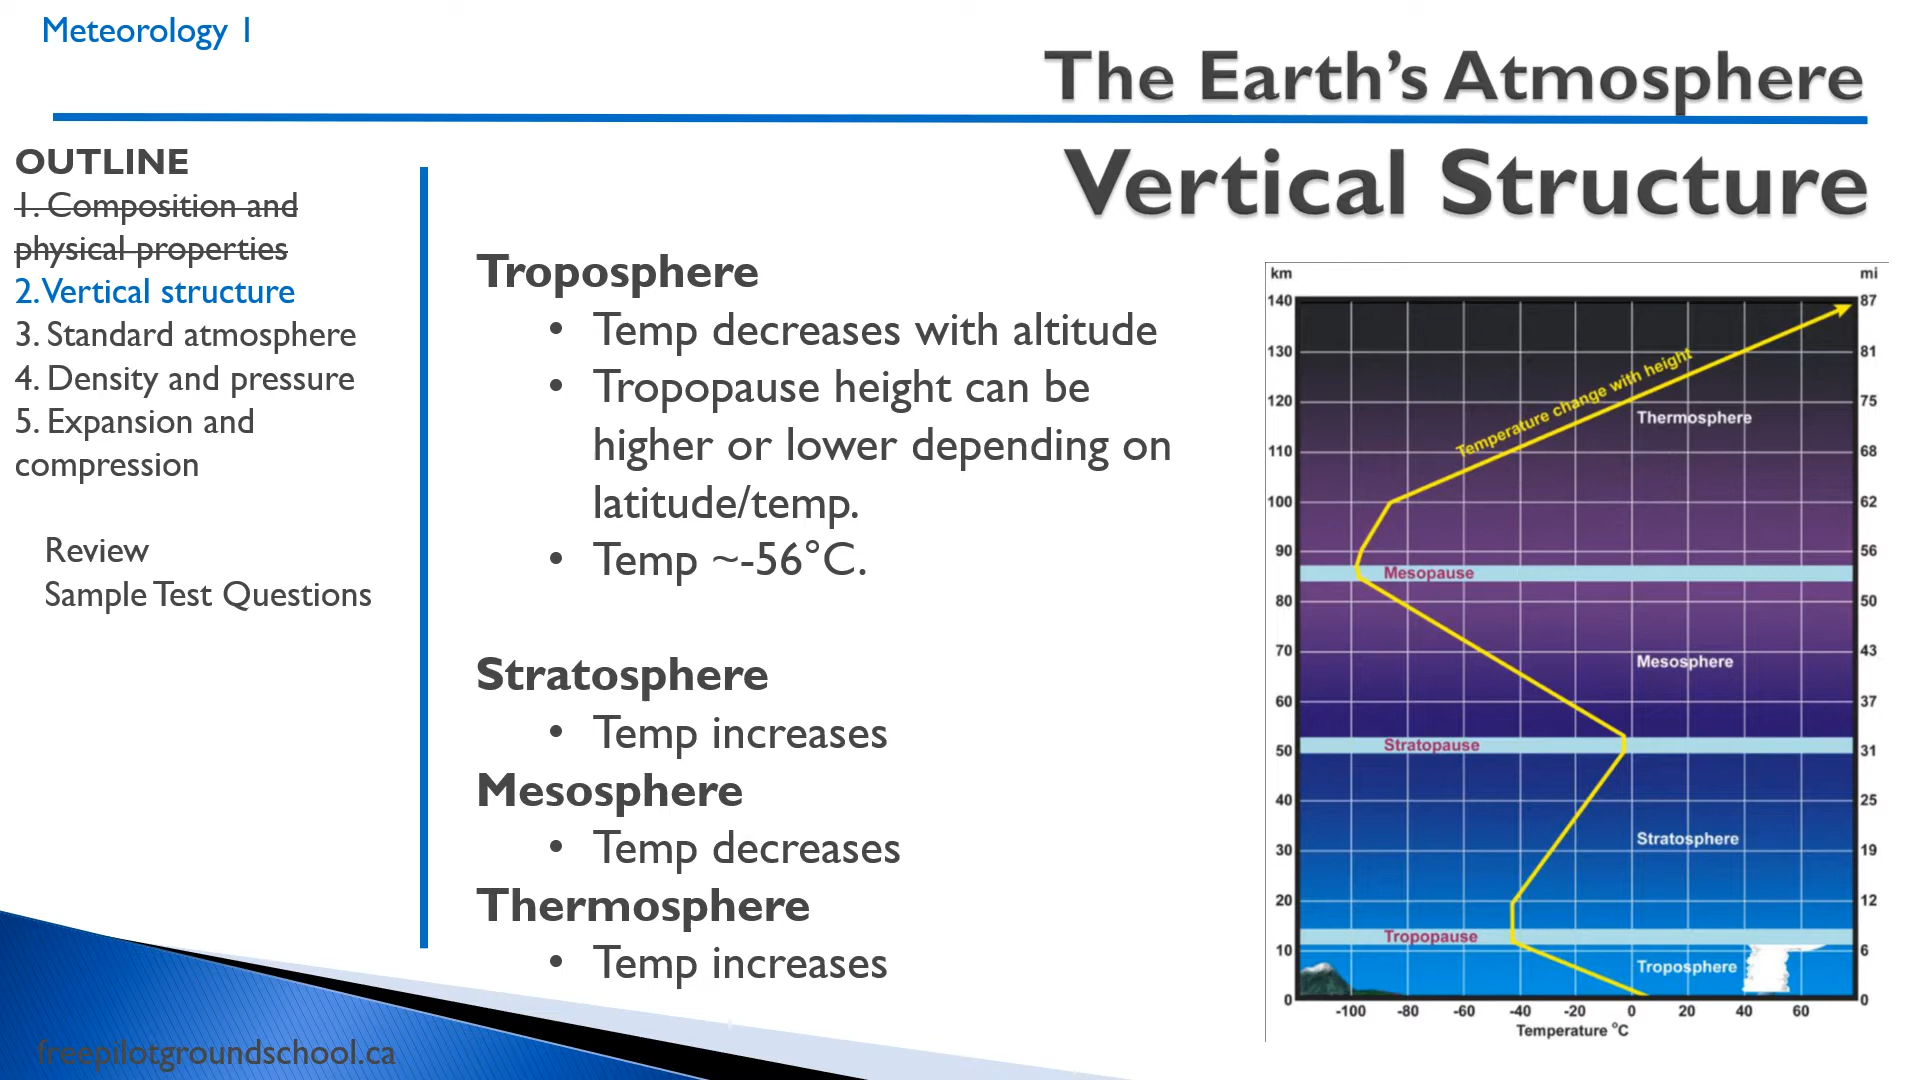 Meteorology 1
The Earth's Atmosphere
Vertical Structure
OUTLINE
1. Composition and
physical properties
2. Vertical structure
3. Standard atmosphere
4. Density and pressure
5. Expansion and
compression
Review
Sample Test Questions
Troposphere
• Temp decreases with altitude
• Tropopause height can be
higher or lower depending on
latitude/temp.
• Temp ~-56°C.
Stratosphere
• Temp increases
Mesosphere
• Temp decreases
Thermosphere
• Temp increases
km mi
140 87
130 81
Temperature change with height
120 75
Thermosphere
110 68
100 62
90 56
Mesopause
80 50
70 43
Mesosphere
60 37
Stratopause
50 31
40 25
Stratosphere
30 19
20 12
Tropopause
10 6
Troposphere
0 0
-100 -80 -60 -40 -20 0 20 40 60
Temperature °C
freepilotgroundschool.ca